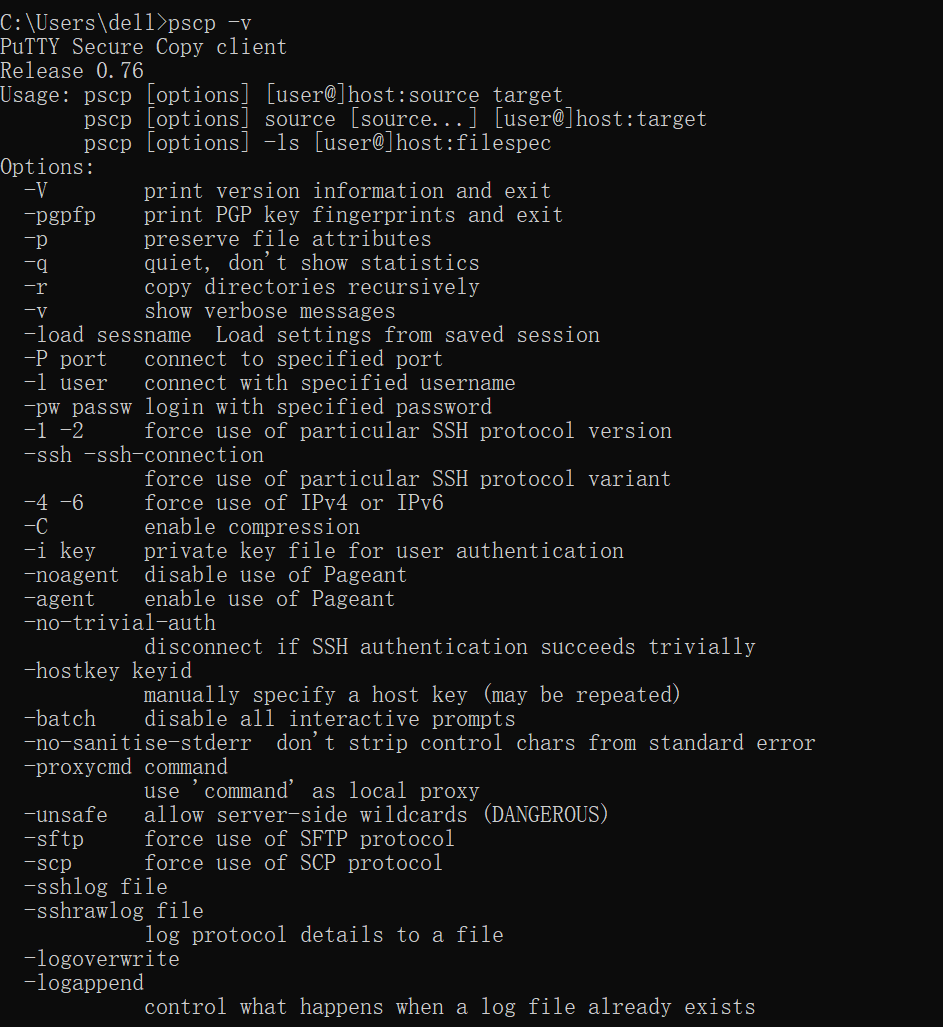 C:\Users\dell>pscp -v
PuTTY Secure Copy client
Release 0.76
Usage: pscp [options] [user@]host:source target
       pscp [options] source [source...] [user@]host:target
       pscp [options] -ls [user@]host:filespec
Options:
  -V        print version information and exit
  -pgpfp    print PGP key fingerprints and exit
  -p        preserve file attributes
  -q        quiet, don't show statistics
  -r        copy directories recursively
  -v        show verbose messages
  -load sessname  Load settings from saved session
  -P port   connect to specified port
  -l user   connect with specified username
  -pw passw login with specified password
  -1 -2     force use of particular SSH protocol version
  -ssh -ssh-connection
            force use of particular SSH protocol variant
  -4 -6     force use of IPv4 or IPv6
  -C        enable compression
  -i key    private key file for user authentication
  -noagent  disable use of Pageant
  -agent    enable use of Pageant
  -no-trivial-auth
            disconnect if SSH authentication succeeds trivially
  -hostkey keyid
            manually specify a host key (may be repeated)
  -batch    disable all interactive prompts
  -no-sanitise-stderr  don't strip control chars from standard error
  -proxycmd command
            use 'command' as local proxy
  -unsafe   allow server-side wildcards (DANGEROUS)
  -sftp     force use of SFTP protocol
  -scp      force use of SCP protocol
  -sshlog file
  -sshrawlog file
            log protocol details to a file
  -logoverwrite
  -logappend
            control what happens when a log file already exists